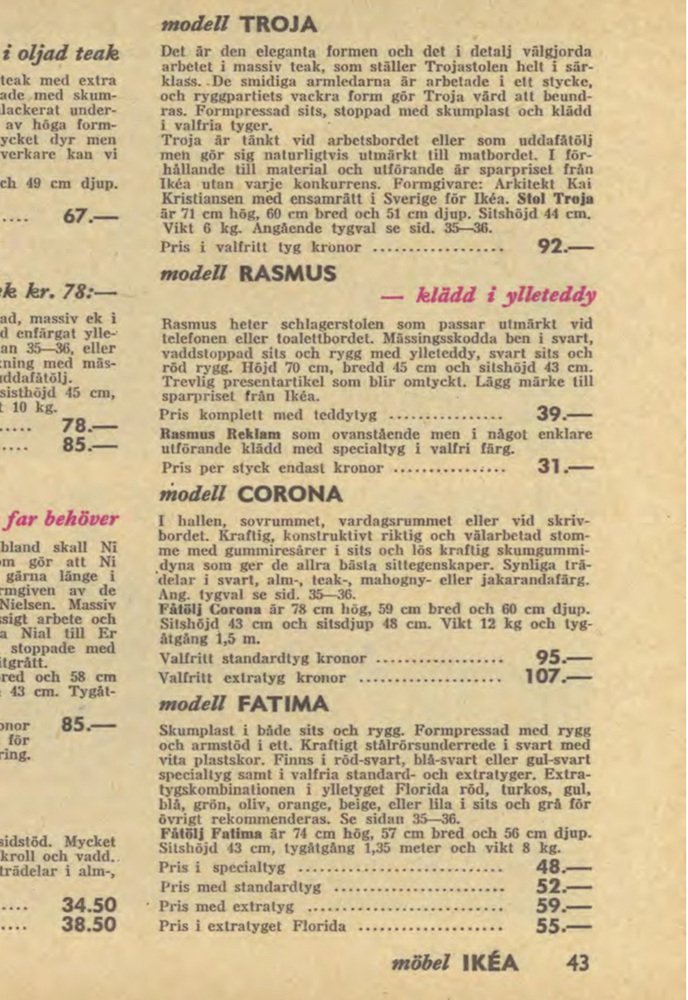 i oljad teak
teak med extra
ade med skum-
lackerat under-
av höga form-
ycket dyr men
verkare kan vi
ch 49 cm djup.
.... 67.—
ek kr. 78:—
ad, massiv ek i
d enfärgat ylle-
an 35—36, eller
kning med mäs-
uddafåtölj.
sisthöjd 45 cm,
t 10 kg.
..... 78.—
.... 85.—
far behöver
bland skall Ni
om gör att Ni
gärna länge i
rmgiven av de
Nielsen. Massiv
ssigt arbete och
a Nial till Er
stoppade med
itgrått.
red och 58 cm
43 cm. Tygåt-
onor 85.—
för
ring.
sidstöd. Mycket
kroll och vadd.
trädelar i alm-,
.... 34.50
.... 38.50
modell TROJA
Det är den eleganta formen och det i detalj välgjorda
arbetet i massiv teak, som ställer Trojastolen helt i sär-
klass. De smidiga armledarna är arbetade i ett stycke,
och ryggpartiets vackra form gör Troja värd att beund-
ras. Formpressad sits, stoppad med skumplast och klädd
i valfria tyger.
Troja är tänkt vid arbetsbordet eller som uddafåtölj
men gör sig naturligtvis utmärkt till matbordet. I för-
hållande till material och utförande är sparpriset från
Ikéa utan varje konkurrens. Formgivare: Arkitekt Kai
Kristiansen med ensamrätt i Sverige för Ikéa. Stol Troja
är 71 cm hög, 60 cm bred och 51 cm djup. Sitshöjd 44 cm.
Vikt 6 kg. Angående tygval se sid. 35—36.
Pris i valfritt tyg kronor .................. 92.—
modell RASMUS
— klädd i ylleteddy
Rasmus heter schlagerstolen som passar utmärkt vid
telefonen eller toalettbordet. Mässingsskodda ben i svart,
vaddstoppad sits och rygg med ylleteddy, svart sits och
röd rygg. Höjd 70 cm, bredd 45 cm och sitshöjd 43 cm.
Trevlig presentartikel som blir omtyckt. Lägg märke till
sparpriset från Ikéa.
Pris komplett med teddytyg ................ 39.—
Rasmus Reklam som ovanstående men i något enklare
utförande klädd med specialtyg i valfri färg.
Pris per styck endast kronor ................ 31.—
modell CORONA
I hallen, sovrummet, vardagsrummet eller vid skriv-
bordet. Kraftig, konstruktivt riktig och välarbetad stom-
me med gummiresårer i sits och lös kraftig skumgummi-
dyna som ger de allra bästa sittegenskaper. Synliga trä-
delar i svart, alm-, teak-, mahogny- eller jakarandafärg.
Ang. tygval se sid. 35—36.
Fåtölj Corona är 78 cm hög, 59 cm bred och 60 cm djup.
Sitshöjd 43 cm och sitsdjup 48 cm. Vikt 12 kg och tyg-
åtgång 1,5 m.
Valfritt standardtyg kronor .................. 95.—
Valfritt extratyg kronor .................... 107.—
modell FATIMA
Skumplast i både sits och rygg. Formpressad med rygg
och armstöd i ett. Kraftigt stålrörsunderrede i svart med
vita plastskor. Finns i röd-svart, blå-svart eller gul-svart
specialtyg samt i valfria standard- och extratyger. Extra-
tygskombinationen i ylletyget Florida röd, turkos, gul,
blå, grön, oliv, orange, beige, eller lila i sits och grå för
övrigt rekommenderas. Se sidan 35—36.
Fåtölj Fatima är 74 cm hög, 57 cm bred och 56 cm djup.
Sitshöjd 43 cm, tygåtgång 1,35 meter och vikt 8 kg.
Pris i specialtyg ............................ 48.—
Pris med standardtyg ........................ 52.—
Pris med extratyg ........................... 59.—
Pris i extratyget Florida .................... 55.—
möbel IKÉA 43